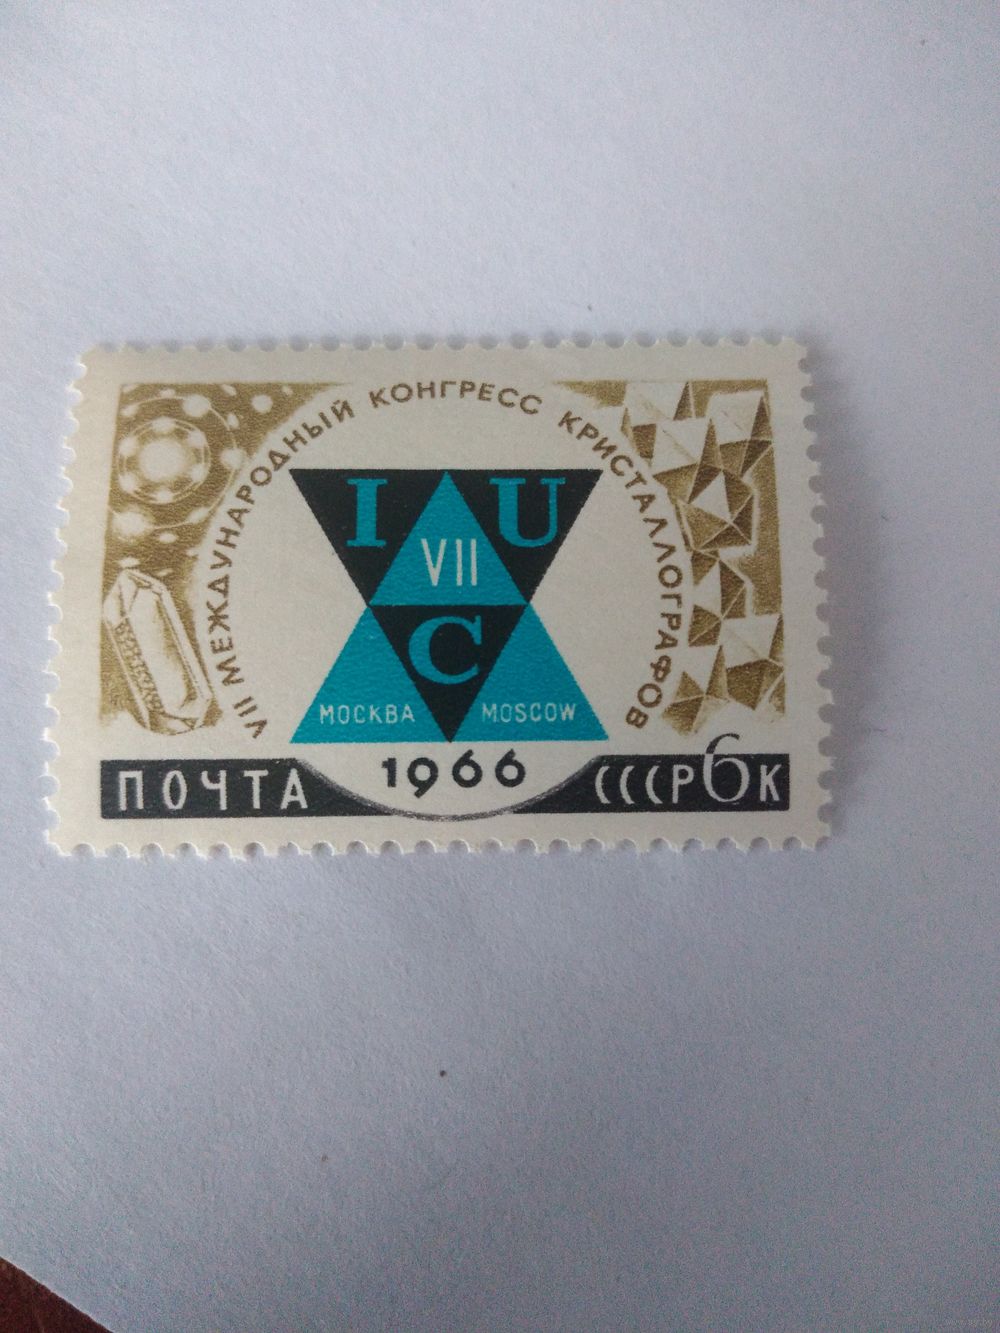 VII МЕЖДУНАРОДНЫЙ КОНГРЕСС КРИСТАЛЛОГРАФОВ
I U
VII
C
МОСКВА MOSCOW
1966
ПОЧТА СССР 6 К